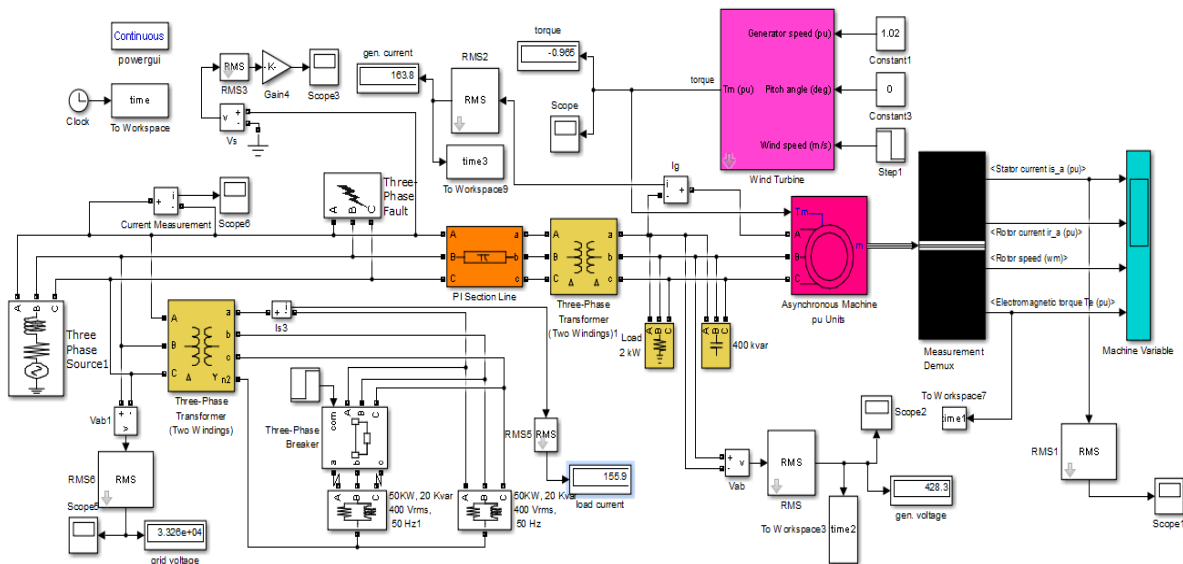 Continuous
powergui
Clock
time
To Workspace
RMS
RMS3
-K-
Gain4
Scope3
v
+
-
Vs
gen. current
163.8
RMS2
RMS
time3
To Workspace9
torque
-0.965
torque
Scope
Generator speed (pu)
Tm (pu)
Pitch angle (deg)
Wind speed (m/s)
Wind Turbine
1.02
Constant1
0
Constant3
Step1
Ig
i
+
-
+
i
-
Current Measurement
Scope6
Three-
Phase
Fault
A B C
A B C
Three
Phase
Source1
A
B
C
a
b
c
PI Section Line
A
B
C
a
b
c
Δ Δ
Three-Phase
Transformer
(Two Windings)1
Tm
A
B
C
m
Asynchronous Machine
pu Units
<Stator current is_a (pu)>
<Rotor current ir_a (pu)>
<Rotor speed (wm)>
<Electromagnetic torque Te (pu)>
Measurement
Demux
Machine Variable
A
B
C
a
b
c
n2
Δ Y
Three-Phase
Transformer
(Two Windings)
Is3
+ i
-
Load
2 kW
A B C
A B C
400 kvar
Vab1
+ -
v
RMS
RMS6
Scope5
3.326e+04
grid voltage
com
A B C
a b c
Three-Phase
Breaker
A B C
50KW, 20 Kvar
400 Vrms,
50 Hz1
A B C
50KW, 20 Kvar
400 Vrms,
50 Hz
RMS5
RMS
155.9
load current
+
-
v
Vab
RMS
RMS
Scope2
428.3
gen. voltage
To Workspace3
time2
To Workspace7
time1
RMS1
RMS
Scope1